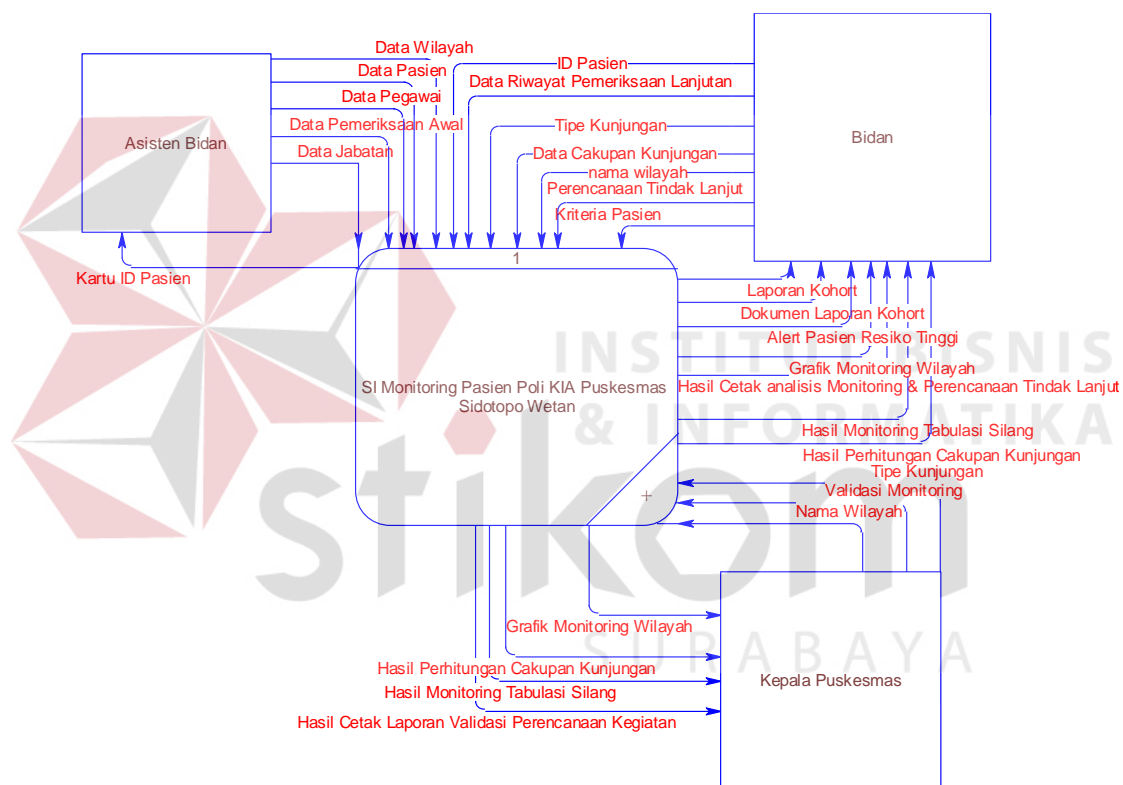 Data Wilayah
Data Pasien
Data Pegawai
Data Pemeriksaan Awal
Data Jabatan
Asisten Bidan
Kartu ID Pasien
ID Pasien
Data Riwayat Pemeriksaan Lanjutan
Tipe Kunjungan
Data Cakupan Kunjungan
nama wilayah
Perencanaan Tindak Lanjut
Kriteria Pasien
Bidan
1
SI Monitoring Pasien Poli KIA Puskesmas
Sidotopo Wetan
+
Laporan Kohort
Dokumen Laporan Kohort
Alert Pasien Resiko Tinggi
Grafik Monitoring Wilayah
Hasil Cetak analisis Monitoring & Perencanaan Tindak Lanjut
Hasil Monitoring Tabulasi Silang
Hasil Perhitungan Cakupan Kunjungan
Tipe Kunjungan
Validasi Monitoring
Nama Wilayah
Grafik Monitoring Wilayah
Hasil Perhitungan Cakupan Kunjungan
Hasil Monitoring Tabulasi Silang
Hasil Cetak Laporan Validasi Perencanaan Kegiatan
Kepala Puskesmas
INSTITUT BISNIS
& INFORMATIKA
stikom
SURABAYA